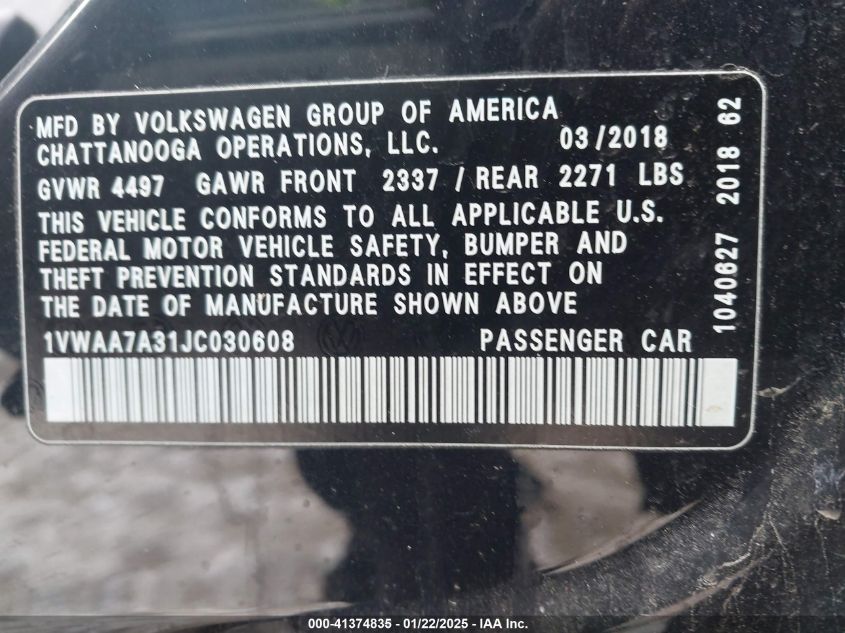 MFD BY VOLKSWAGEN GROUP OF AMERICA
CHATTANOOGA OPERATIONS, LLC. 03/2018
GVWR 4497 GAWR FRONT 2337 / REAR 2271 LBS
THIS VEHICLE CONFORMS TO ALL APPLICABLE U.S.
FEDERAL MOTOR VEHICLE SAFETY, BUMPER AND
THEFT PREVENTION STANDARDS IN EFFECT ON
THE DATE OF MANUFACTURE SHOWN ABOVE
1VWAA7A31JC030608 PASSENGER CAR
1040627 2018 62
000-41374835 - 01/22/2025 - IAA Inc.